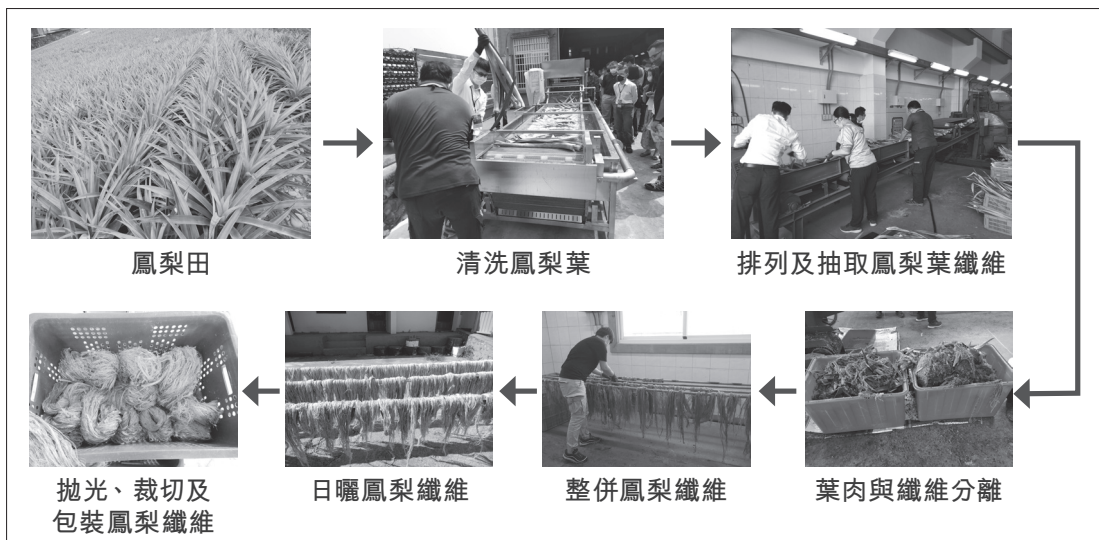 鳳梨田
清洗鳳梨葉
排列及抽取鳳梨葉纖維
葉肉與纖維分離
整併鳳梨纖維
日曬鳳梨纖維
拋光、裁切及
包裝鳳梨纖維